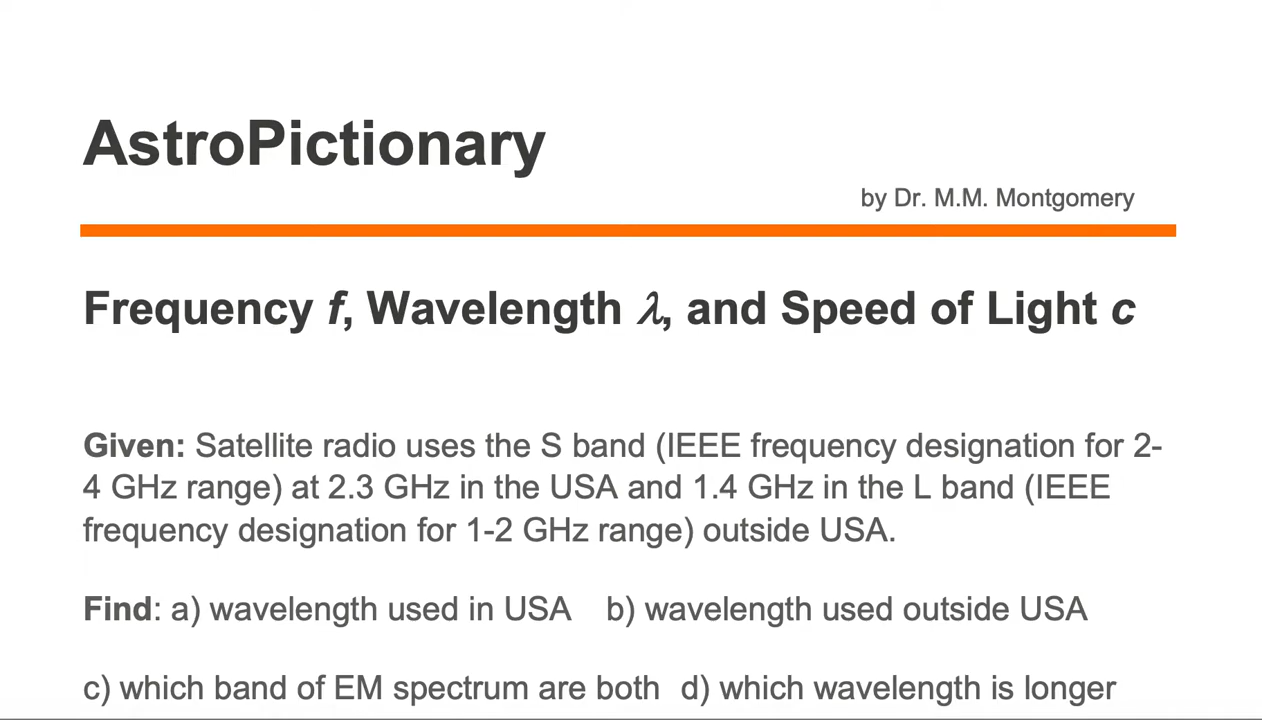 AstroPictionary
by Dr. M.M. Montgomery
Frequency f, Wavelength λ, and Speed of Light c
Given: Satellite radio uses the S band (IEEE frequency designation for 2-
4 GHz range) at 2.3 GHz in the USA and 1.4 GHz in the L band (IEEE
frequency designation for 1-2 GHz range) outside USA.
Find: a) wavelength used in USA b) wavelength used outside USA
c) which band of EM spectrum are both d) which wavelength is longer